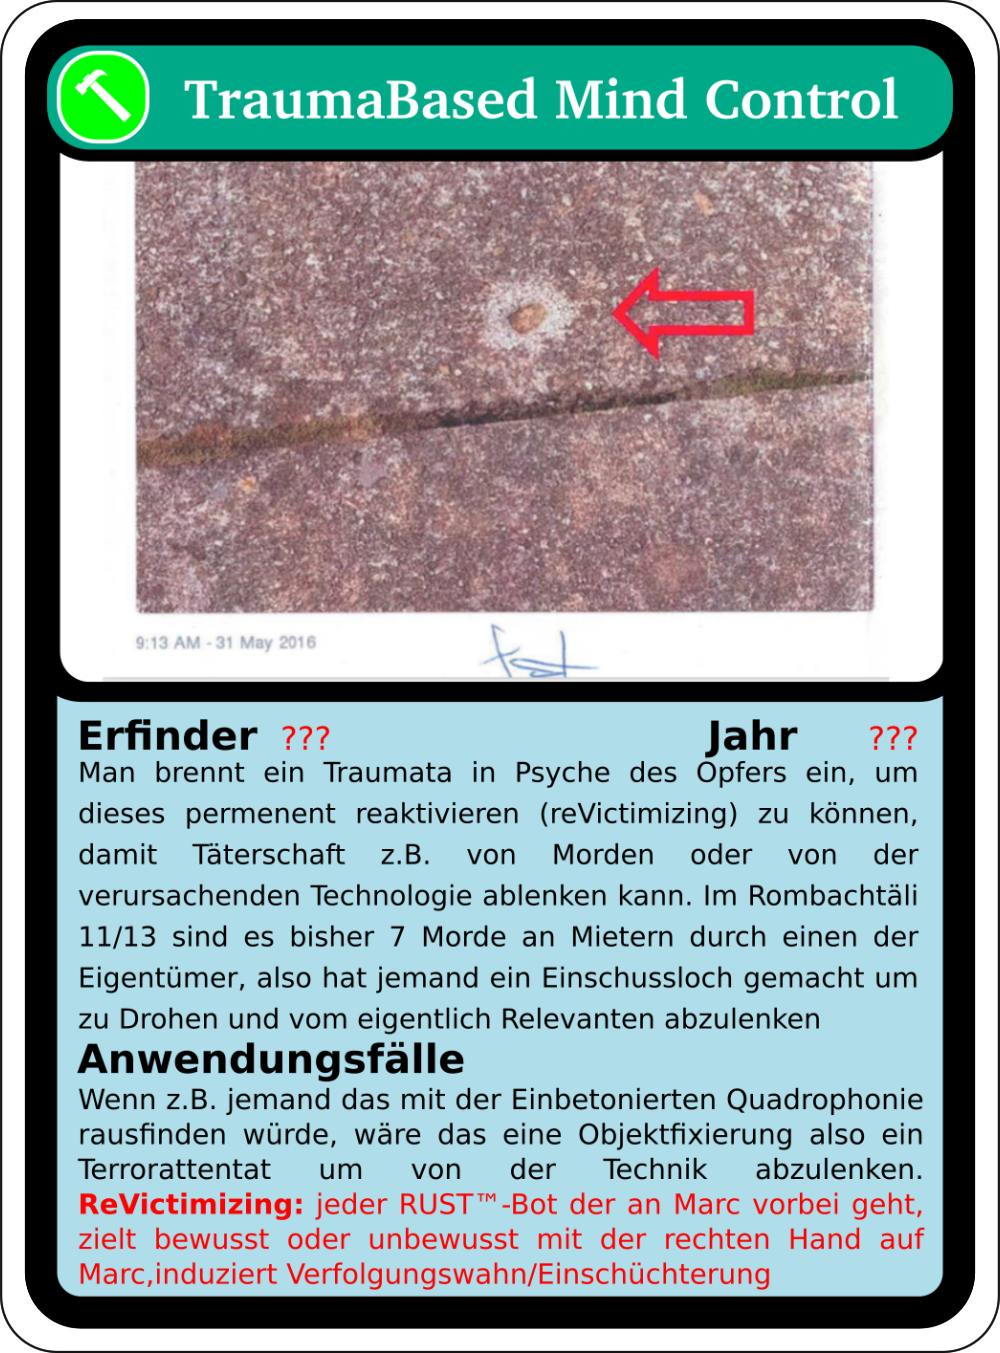 TraumaBased Mind Control
9:13 AM - 31 May 2016
Erfinder ??? Jahr ???
Man brennt ein Traumata in Psyche des Opfers ein, um
dieses permenent reaktivieren (reVictimizing) zu können,
damit Täterschaft z.B. von Morden oder von der
verursachenden Technologie ablenken kann. Im Rombachtäli
11/13 sind es bisher 7 Morde an Mietern durch einen der
Eigentümer, also hat jemand ein Einschussloch gemacht um
zu Drohen und vom eigentlich Relevanten abzulenken
Anwendungsfälle
Wenn z.B. jemand das mit der Einbetonierten Quadrophonie
rausfinden würde, wäre das eine Objektfixierung also ein
Terrorattentat um von der Technik abzulenken.
ReVictimizing: jeder RUST™-Bot der an Marc vorbei geht,
zielt bewusst oder unbewusst mit der rechten Hand auf
Marc,induziert Verfolgungswahn/Einschüchterung